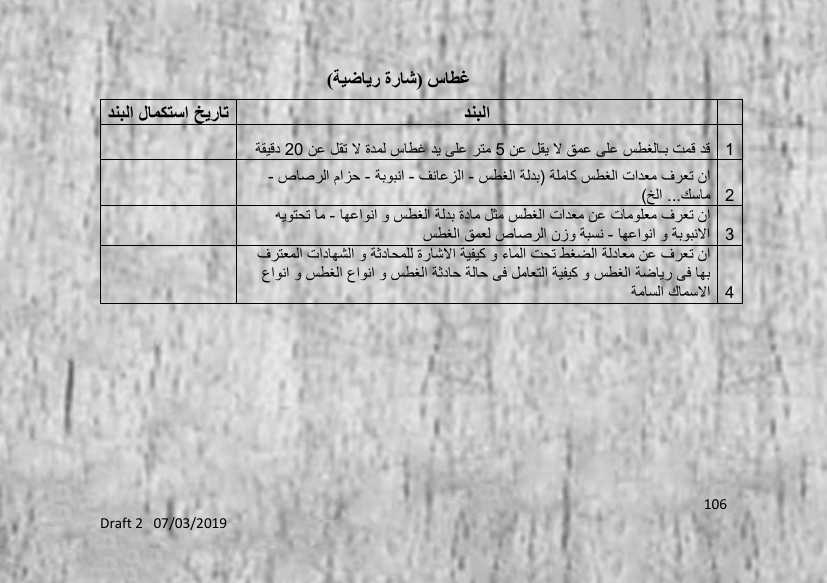 غطاس (شارة رياضية)
البند تاريخ استكمال البند
1 قد قمت بالغطس على عمق لا يقل عن 5 متر على يد غطاس لمدة لا تقل عن 20 دقيقة
ان تعرف معدات الغطس كاملة (بدلة الغطس - الزعانف - انبوبة - حزام الرصاص -
2 ماسك... الخ)
ان تعرف معلومات عن معدات الغطس مثل مادة بدلة الغطس و انواعها - ما تحتويه
3 الانبوبة و انواعها - نسبة وزن الرصاص لعمق الغطس
ان تعرف عن معادلة الضغط تحت الماء و كيفية الاشارة للمحادثة و الشهادات المعترف
بها فى رياضة الغطس و كيفية التعامل فى حالة حادثة الغطس و انواع الغطس و انواع
4 الاسماك السامة
106
Draft 2 07/03/2019